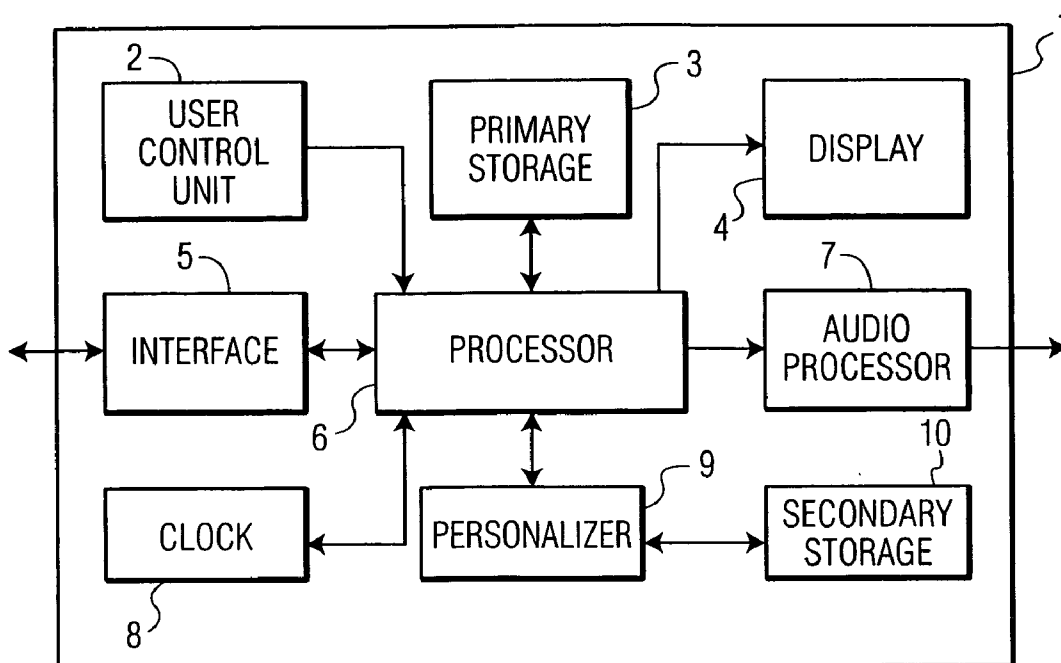 2
USER
CONTROL
UNIT
3
PRIMARY
STORAGE
DISPLAY
4
5
INTERFACE
PROCESSOR
6
7
AUDIO
PROCESSOR
8
CLOCK
9
PERSONALIZER
10
SECONDARY
STORAGE